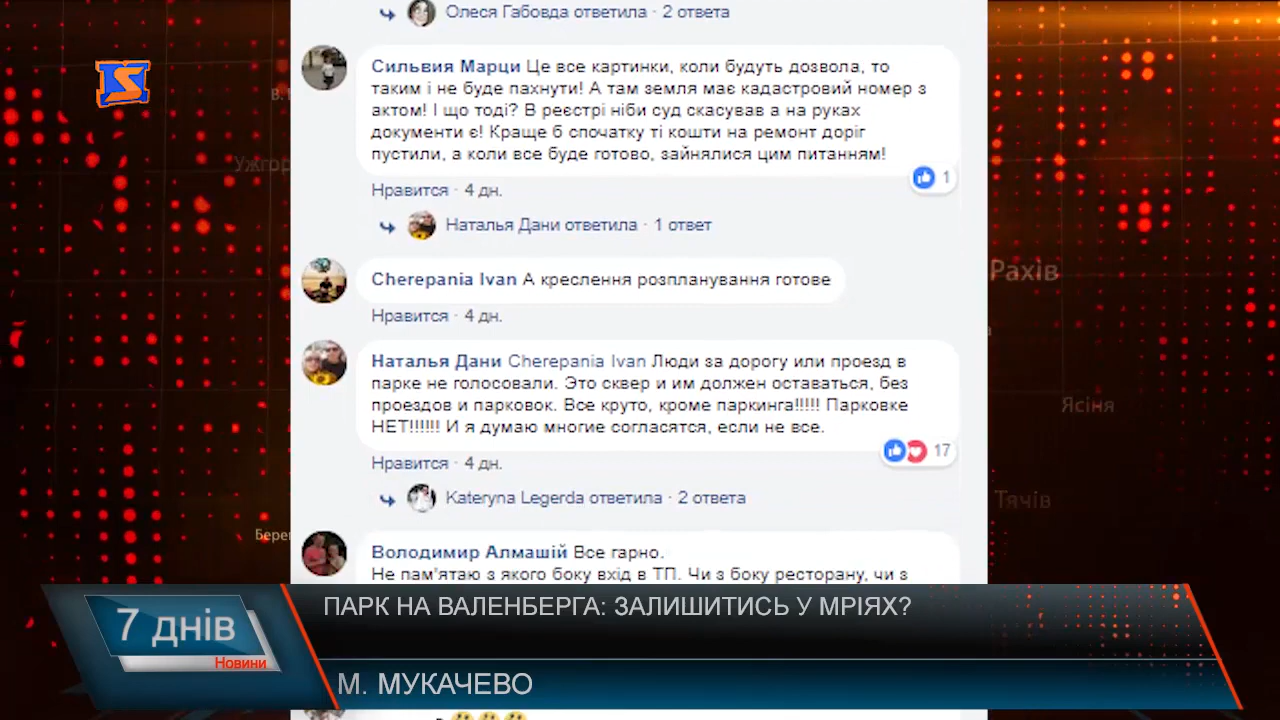 Олеся Габовда ответила · 2 ответа
Сильвия Марци Це все картинки, коли будуть дозвола, то
таким і не буде пахнути! А там земля має кадастровий номер з
актом! І що тоді? В реєстрі ніби суд скасував а на руках
документи є! Краще б спочатку ті кошти на ремонт доріг
пустили, а коли все буде готово, зайнялися цим питанням!
1
Нравится · 4 дн.
Наталья Дани ответила · 1 ответ
Cherepania Ivan А креслення розпланування готове
Нравится · 4 дн.
Наталья Дани Cherepania Ivan Люди за дорогу или проезд в
парке не голосовали. Это сквер и им должен оставаться, без
проездов и парковок. Все круто, кроме паркинга!!!!! Парковке
НЕТ!!!!!! И я думаю многие согласятся, если не все.
17
Нравится · 4 дн.
Kateryna Legerda ответила · 2 ответа
Володимир Алмашій Все гарно.
Не пам'ятаю з якого боку вхід в ТП. Чи з боку ресторану, чи з
Рахів
Ясіня
Тячів
ПАРК НА ВАЛЕНБЕРГА: ЗАЛИШИТИСЬ У МРІЯХ?
7 днів
Новини
М. МУКАЧЕВО